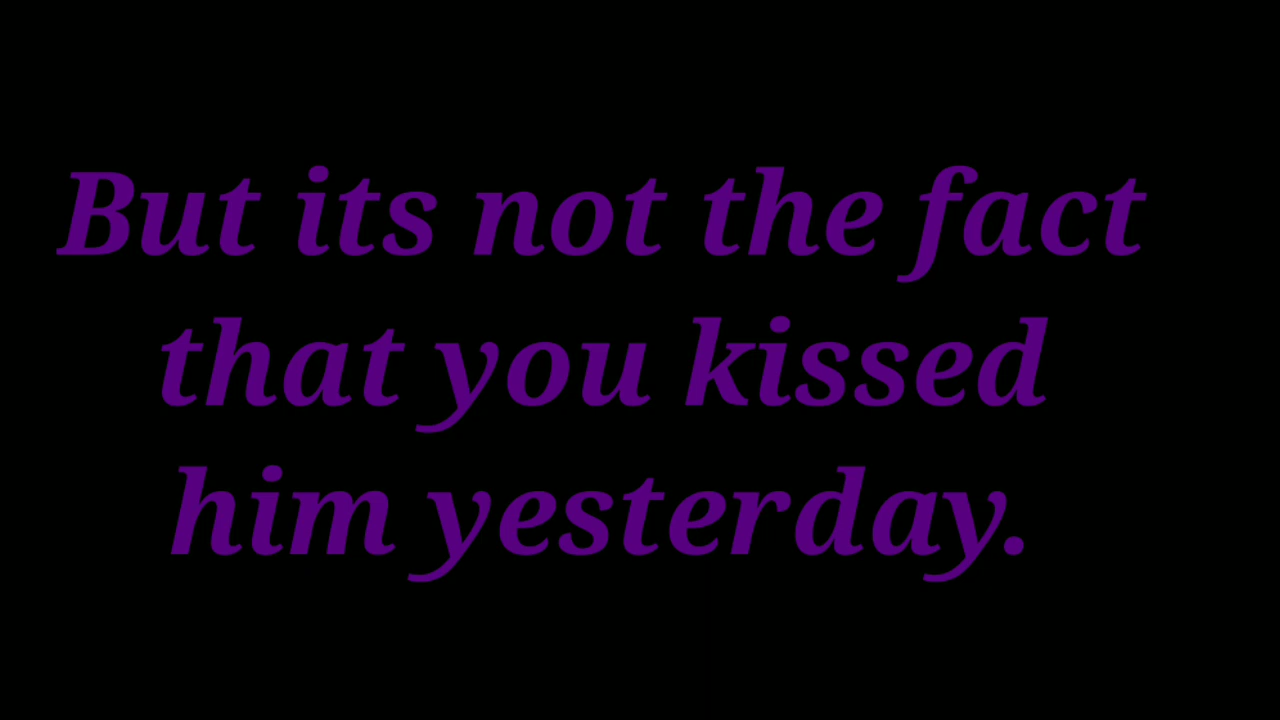 But its not the fact
that you kissed
him yesterday.